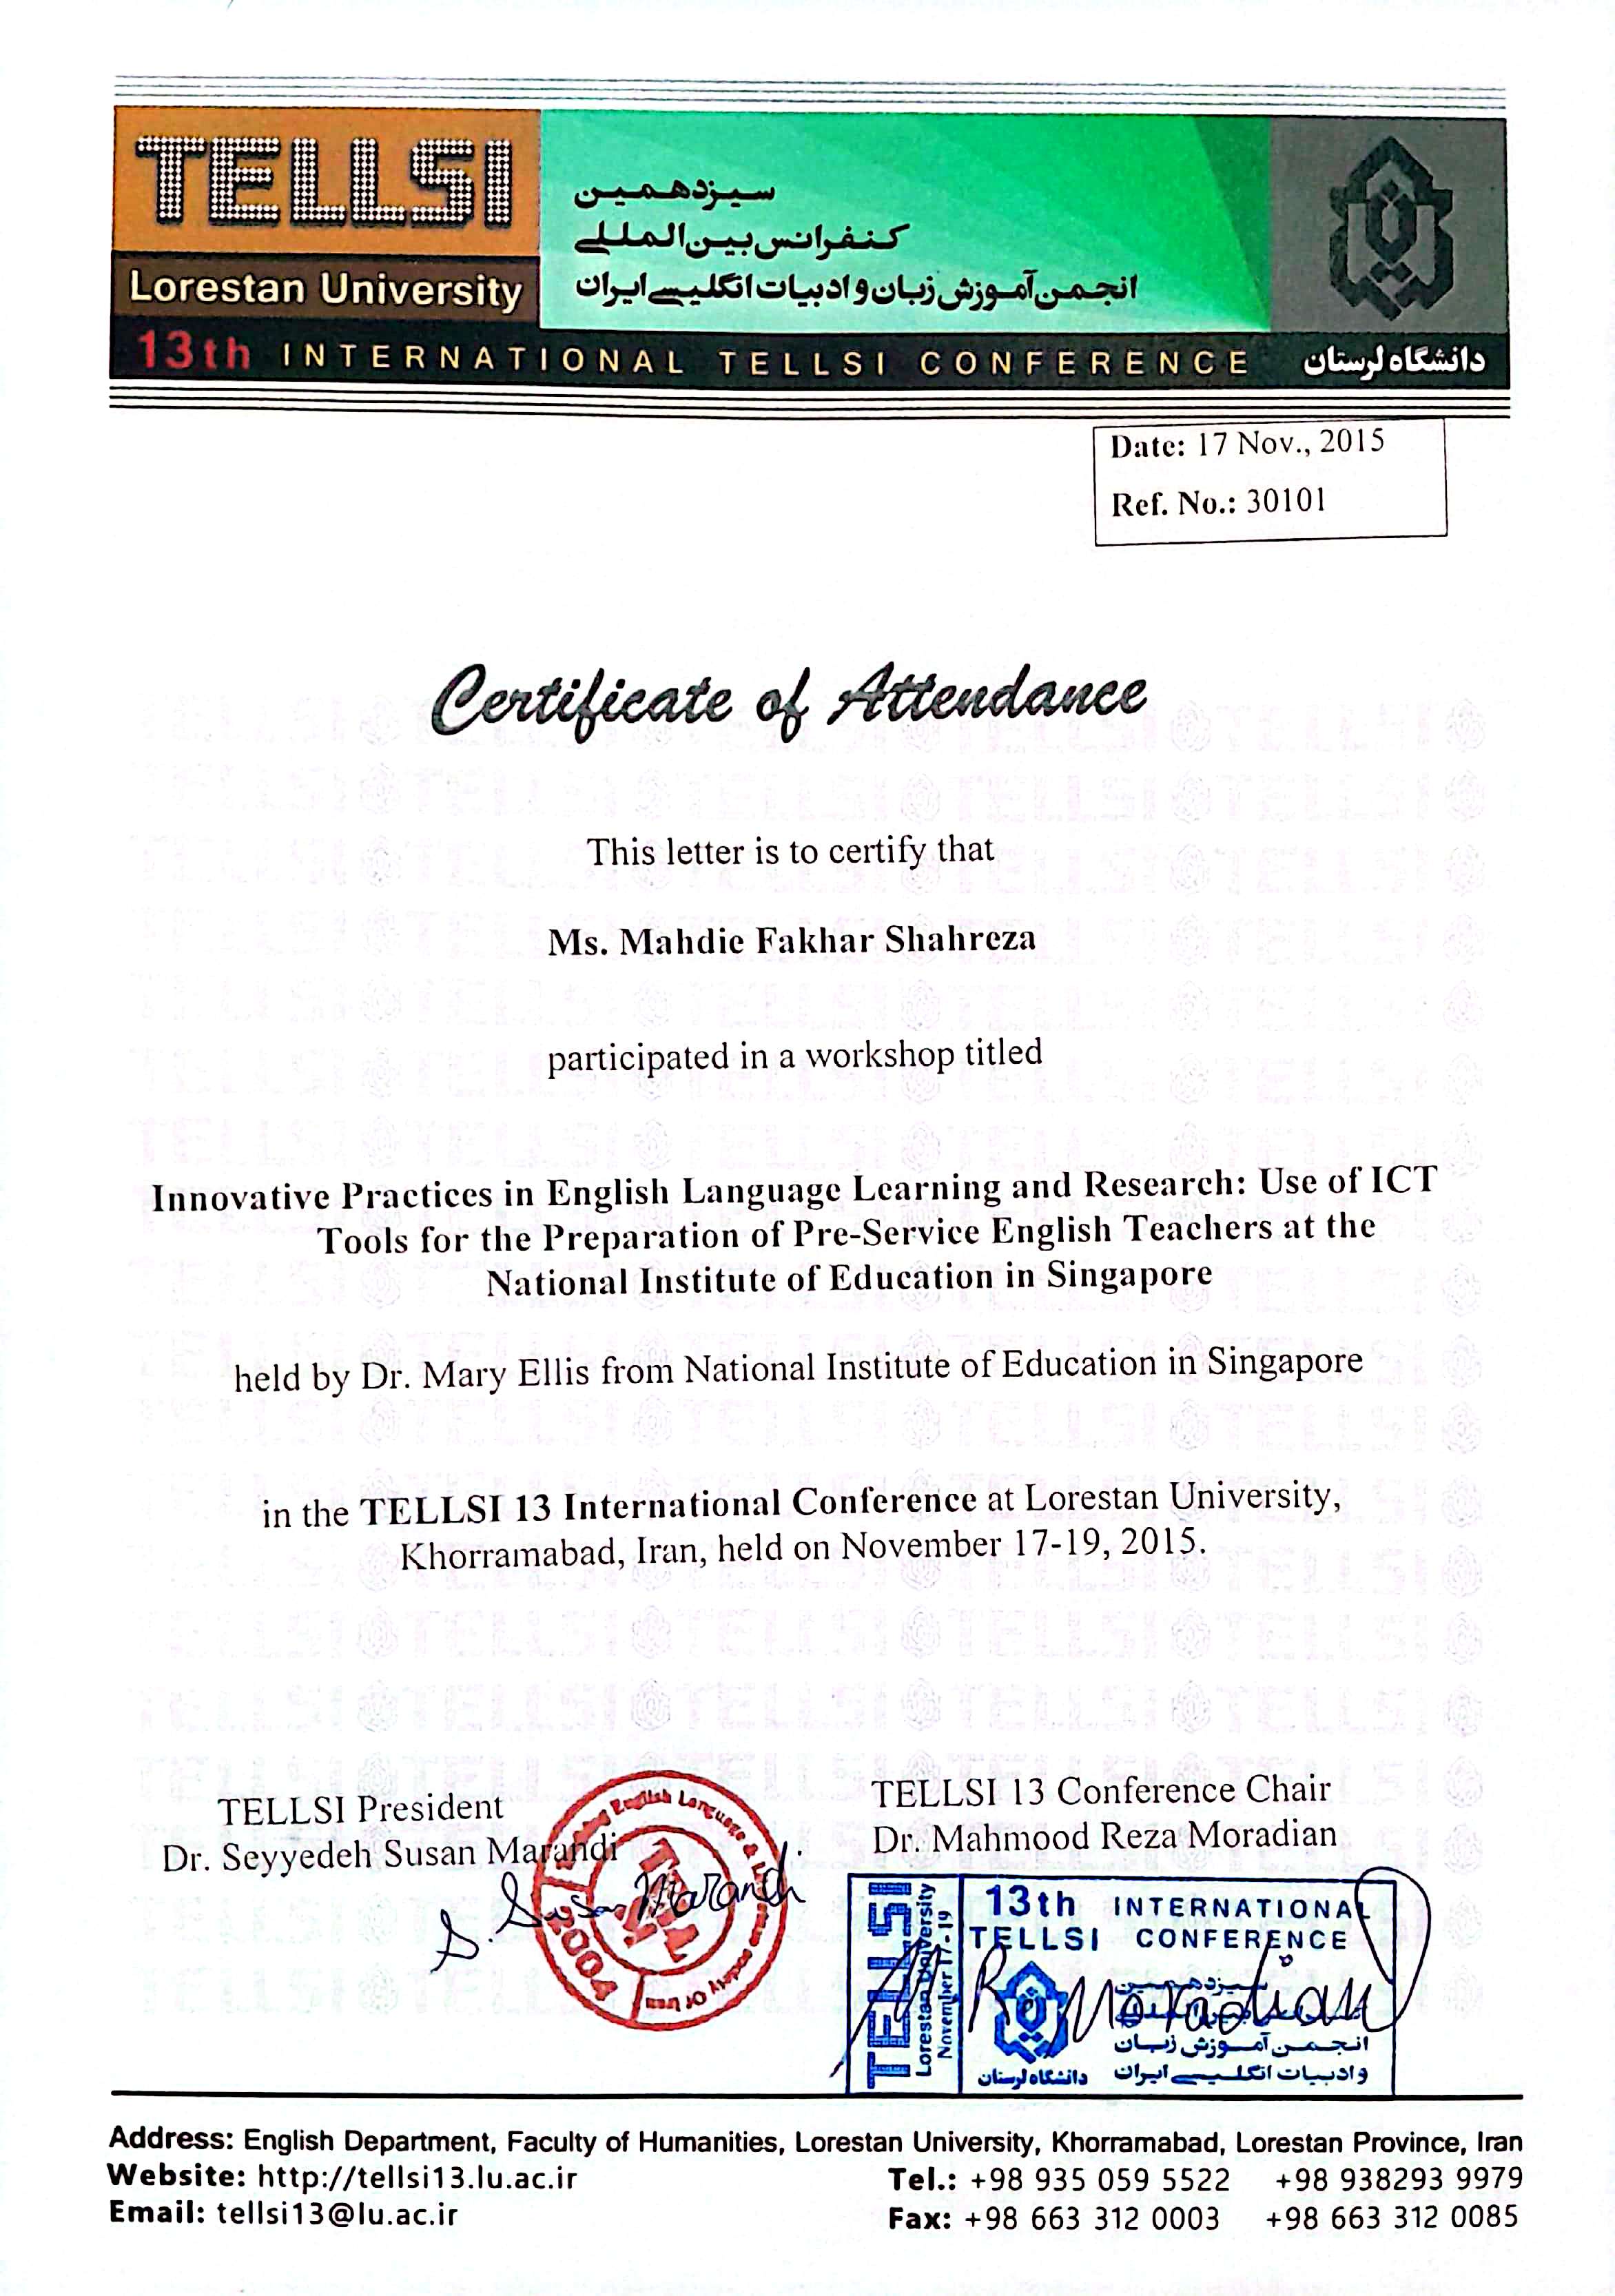 TELLSI
Lorestan University
سیزدهمین
کنفرانس بین‌المللی
انجمن آموزش زبان و ادبیات انگلیسی ایران
13th INTERNATIONAL TELLSI CONFERENCE
دانشگاه لرستان
Date: 17 Nov., 2015
Ref. No.: 30101
Certificate of Attendance
This letter is to certify that
Ms. Mahdie Fakhar Shahreza
participated in a workshop titled
Innovative Practices in English Language Learning and Research: Use of ICT
Tools for the Preparation of Pre-Service English Teachers at the
National Institute of Education in Singapore
held by Dr. Mary Ellis from National Institute of Education in Singapore
in the TELLSI 13 International Conference at Lorestan University,
Khorramabad, Iran, held on November 17-19, 2015.
TELLSI President
Dr. Seyyedeh Susan Marandi
S. Susan Marandi
English Language &
Of Iran
2004
TELLSI 13 Conference Chair
Dr. Mahmood Reza Moradian
TELLSI
Lorestan University
November 17-19
13th INTERNATIONAL
TELLSI CONFERENCE
R Moradian
سیزدهمین
انجمن آموزش زبان
و ادبیات انگلیسی ایران
دانشگاه لرستان
Address: English Department, Faculty of Humanities, Lorestan University, Khorramabad, Lorestan Province, Iran
Website: http://tellsi13.lu.ac.ir
Tel.: +98 935 059 5522 +98 938293 9979
Email: tellsi13@lu.ac.ir
Fax: +98 663 312 0003 +98 663 312 0085